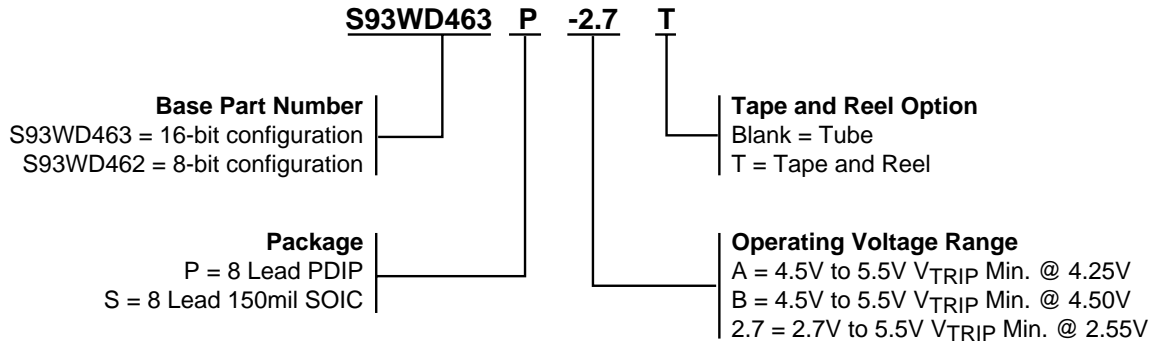 S93WD463 P -2.7 T
Base Part Number
S93WD463 = 16-bit configuration
S93WD462 = 8-bit configuration
Tape and Reel Option
Blank = Tube
T = Tape and Reel
Package
P = 8 Lead PDIP
S = 8 Lead 150mil SOIC
Operating Voltage Range
A = 4.5V to 5.5V VTRIP Min. @ 4.25V
B = 4.5V to 5.5V VTRIP Min. @ 4.50V
2.7 = 2.7V to 5.5V VTRIP Min. @ 2.55V